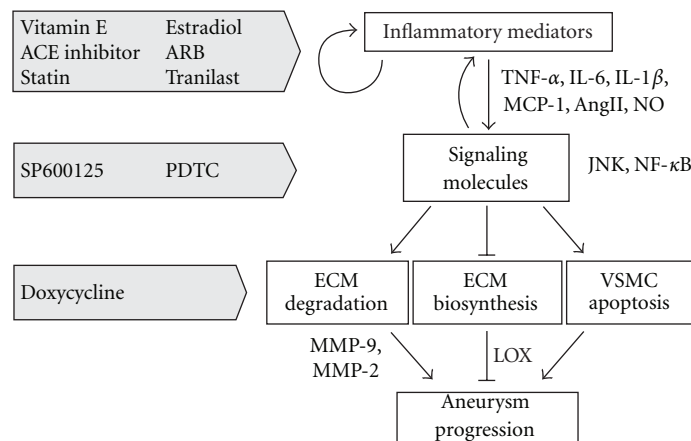 Vitamin E Estradiol
ACE inhibitor ARB
Statin Tranilast
Inflammatory mediators
TNF-α, IL-6, IL-1β,
MCP-1, AngII, NO
SP600125 PDTC
Signaling
molecules
JNK, NF-κB
Doxycycline
ECM
degradation
ECM
biosynthesis
VSMC
apoptosis
MMP-9,
MMP-2
LOX
Aneurysm
progression